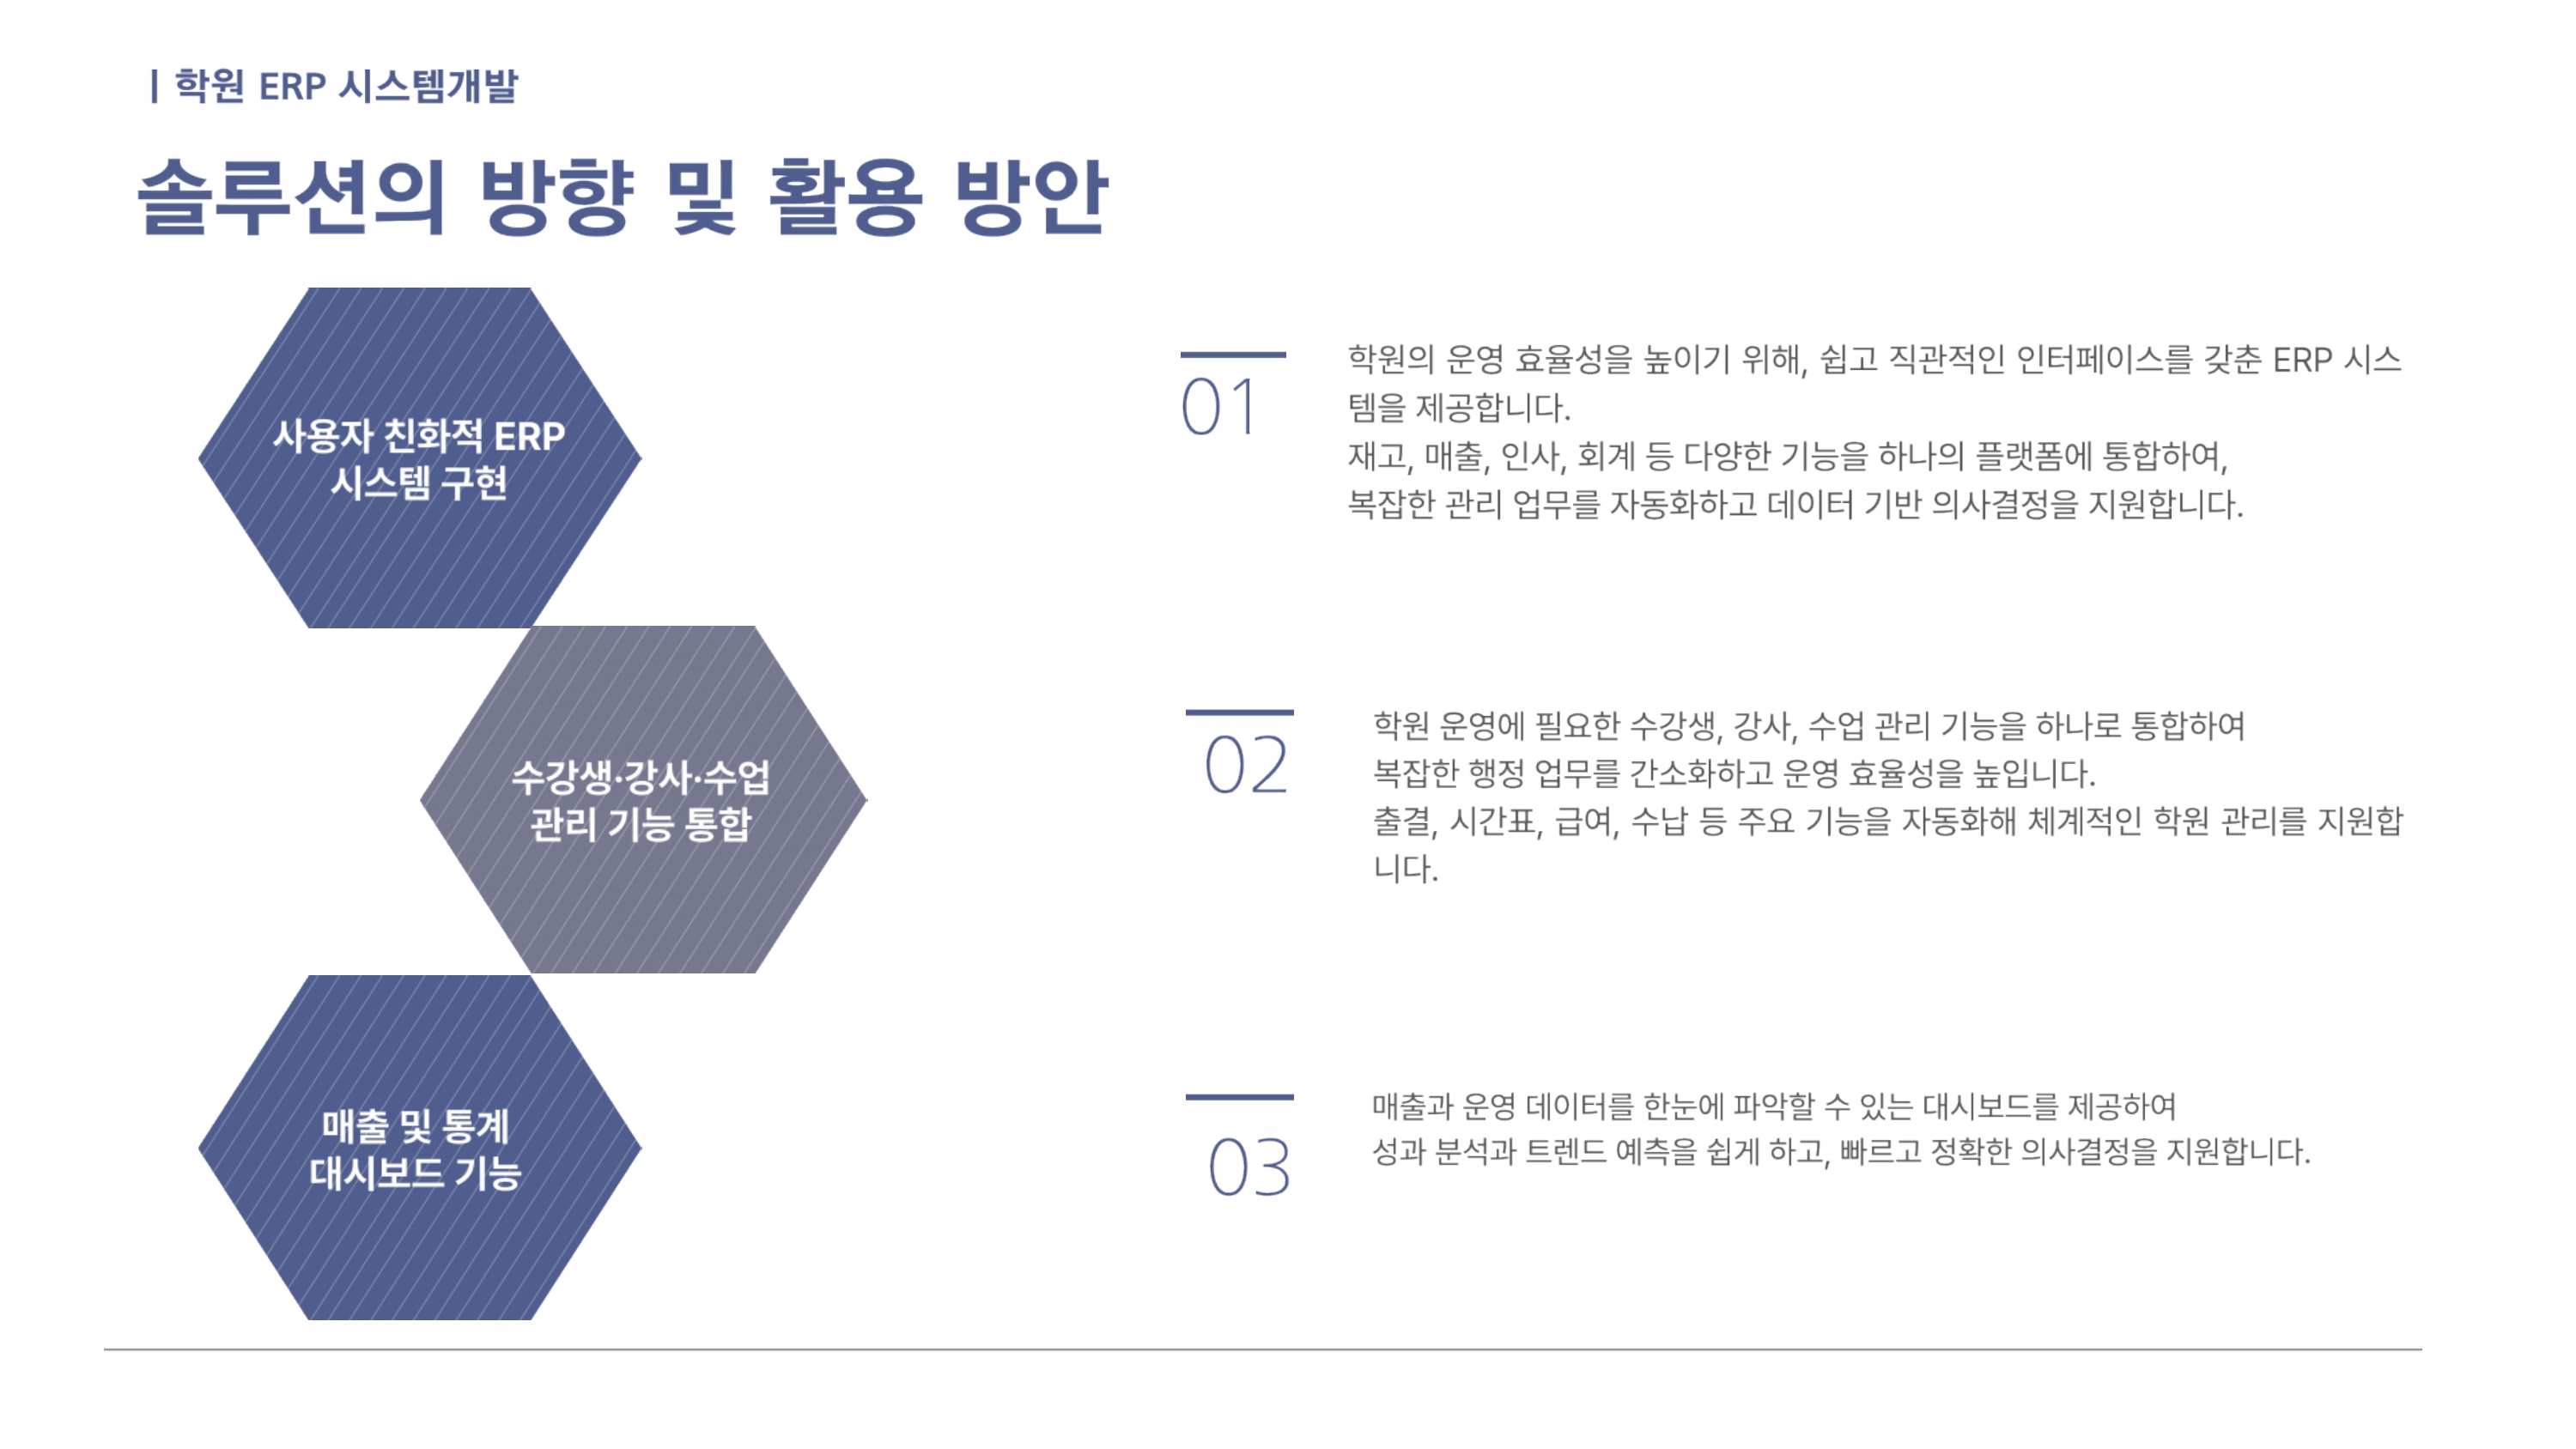 | 학원 ERP 시스템개발
솔루션의 방향 및 활용 방안
사용자 친화적 ERP
시스템 구현
01
학원의 운영 효율성을 높이기 위해, 쉽고 직관적인 인터페이스를 갖춘 ERP 시스
템을 제공합니다.
재고, 매출, 인사, 회계 등 다양한 기능을 하나의 플랫폼에 통합하여,
복잡한 관리 업무를 자동화하고 데이터 기반 의사결정을 지원합니다.
수강생·강사·수업
관리 기능 통합
02
학원 운영에 필요한 수강생, 강사, 수업 관리 기능을 하나로 통합하여
복잡한 행정 업무를 간소화하고 운영 효율성을 높입니다.
출결, 시간표, 급여, 수납 등 주요 기능을 자동화해 체계적인 학원 관리를 지원합
니다.
매출 및 통계
대시보드 기능
03
매출과 운영 데이터를 한눈에 파악할 수 있는 대시보드를 제공하여
성과 분석과 트렌드 예측을 쉽게 하고, 빠르고 정확한 의사결정을 지원합니다.